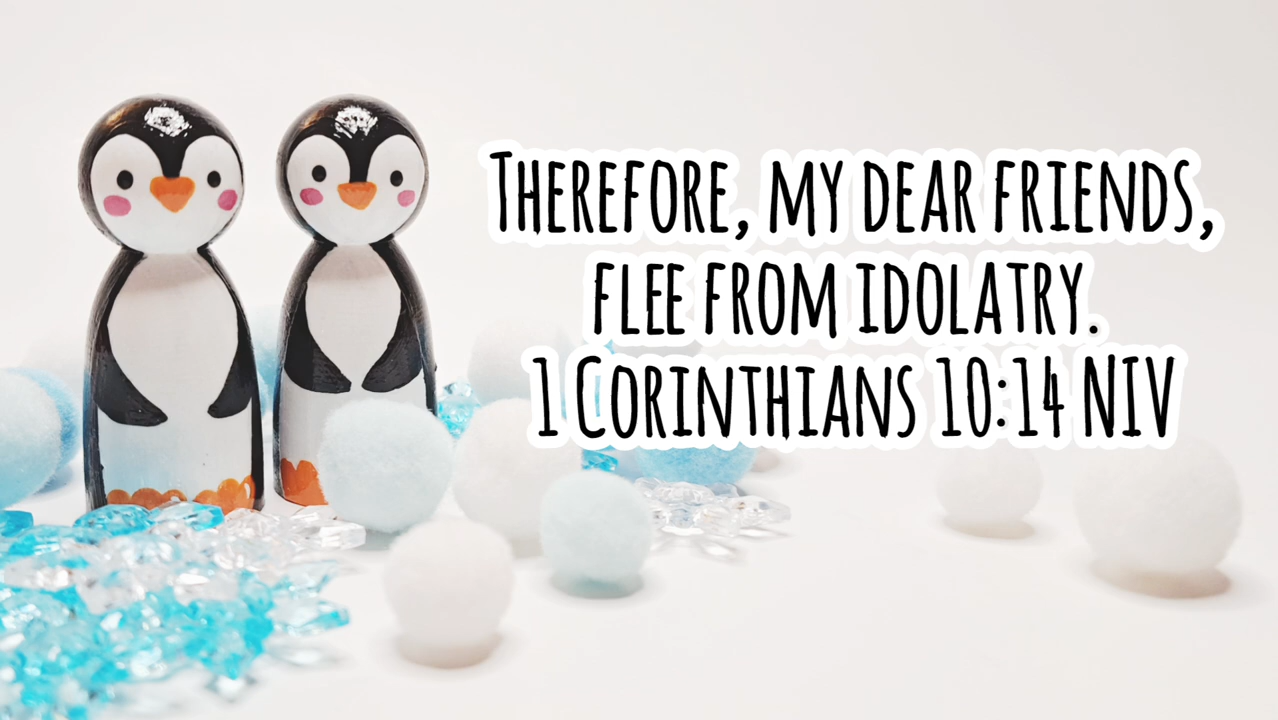 Therefore, my dear friends,
flee from idolatry.
1 Corinthians 10:14 NIV